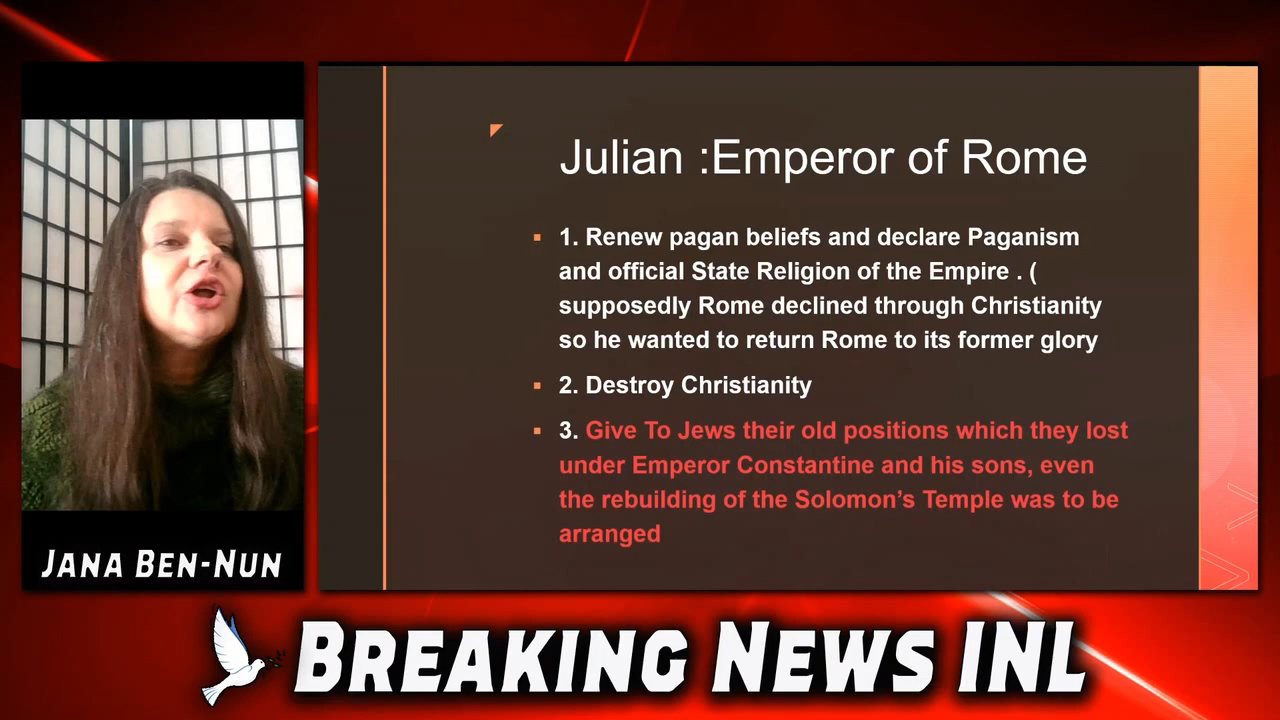 Julian :Emperor of Rome
1. Renew pagan beliefs and declare Paganism
and official State Religion of the Empire . (
supposedly Rome declined through Christianity
so he wanted to return Rome to its former glory
2. Destroy Christianity
3. Give To Jews their old positions which they lost
under Emperor Constantine and his sons, even
the rebuilding of the Solomon’s Temple was to be
arranged
JANA BEN-NUN
BREAKING NEWS INL